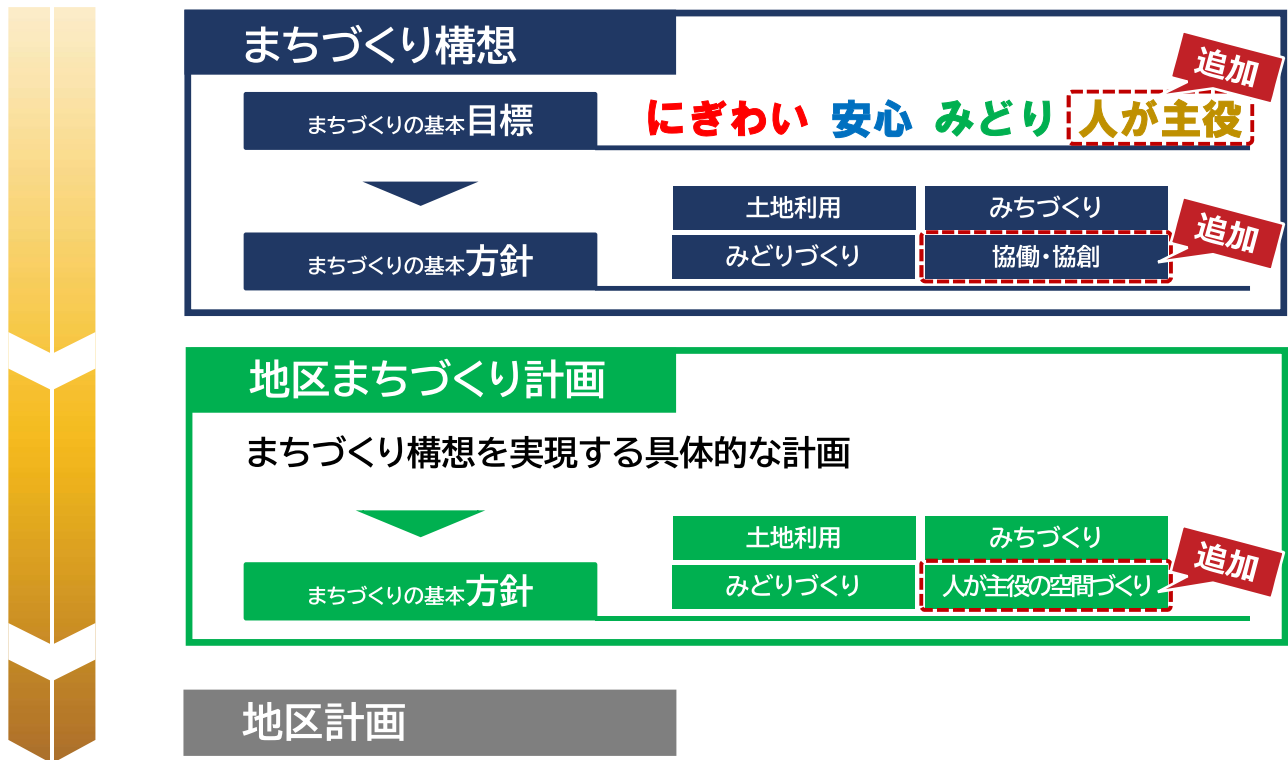 まちづくり構想
追加
まちづくりの基本目標
にぎわい 安心 みどり 人が主役
土地利用
みちづくり
追加
まちづくりの基本方針
みどりづくり
協働・協創
地区まちづくり計画
まちづくり構想を実現する具体的な計画
土地利用
みちづくり
追加
まちづくりの基本方針
みどりづくり
人が主役の空間づくり
地区計画